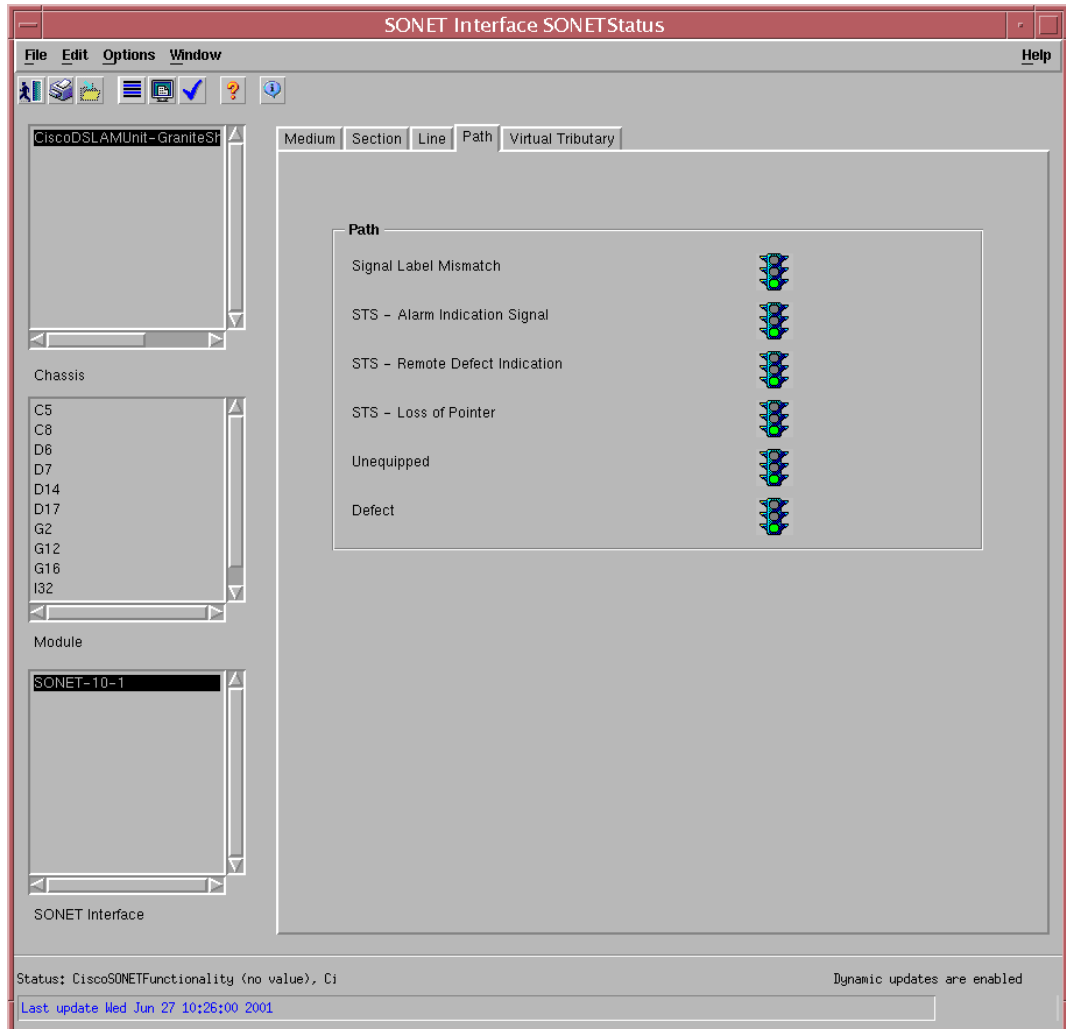 SONET Interface SONETStatus
File Edit Options Window Help
CiscoDSLAMUnit-GraniteSh
Chassis
C5
C8
D6
D7
D14
D17
G2
G12
G16
I32
Module
SONET-10-1
SONET Interface
Medium Section Line Path Virtual Tributary
Path
Signal Label Mismatch
STS - Alarm Indication Signal
STS - Remote Defect Indication
STS - Loss of Pointer
Unequipped
Defect
Status: CiscoSONETFunctionality (no value), Ci
Dynamic updates are enabled
Last update Wed Jun 27 10:26:00 2001